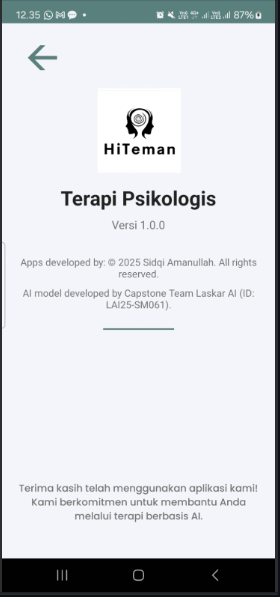 12.35
87%
HiTeman
Terapi Psikologis
Versi 1.0.0
Apps developed by: © 2025 Sidqi Amanullah. All rights
reserved.
AI model developed by Capstone Team Laskar AI (ID:
LAI25-SM061).
Terima kasih telah menggunakan aplikasi kami!
Kami berkomitmen untuk membantu Anda
melalui terapi berbasis AI.